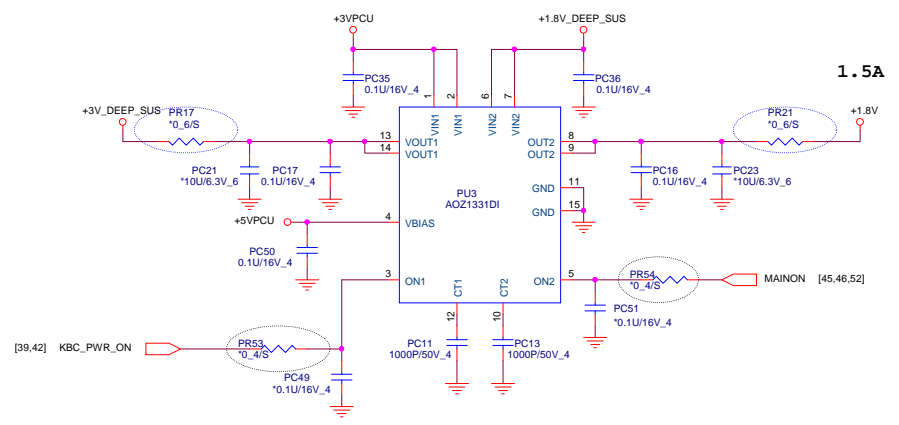 +3VPCU
+1.8V_DEEP_SUS
1.5A
PC35
0.1U/16V_4
PC36
0.1U/16V_4
1
2
6
7
+3V_DEEP_SUS
PR17
*0_6/S
VIN1
VIN1
VIN2
VIN2
PR21
*0_6/S
+1.8V
13
14
VOUT1
VOUT1
OUT2
OUT2
8
9
PC21
*10U/6.3V_6
PC17
0.1U/16V_4
PC16
0.1U/16V_4
PC23
*10U/6.3V_6
PU3
AOZ1331DI
GND
11
GND
15
+5VPCU
4
VBIAS
PC50
0.1U/16V_4
3
ON1
CT1
CT2
ON2
5
PR54
*0_4/S
MAINON [45,46,52]
12
10
PC51
*0.1U/16V_4
PC11
1000P/50V_4
PC13
1000P/50V_4
[39,42] KBC_PWR_ON
PR53
*0_4/S
PC49
*0.1U/16V_4